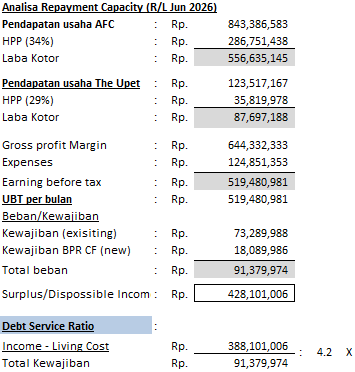 Analisa Repayment Capacity (R/L Jun 2026)
Pendapatan usaha AFC : Rp. 843,386,583
HPP (34%) : Rp. 286,751,438
Laba Kotor : Rp. 556,635,145
Pendapatan usaha The Upet : Rp. 123,517,167
HPP (29%) : Rp. 35,819,978
Laba Kotor : Rp. 87,697,188
Gross profit Margin : Rp. 644,332,333
Expenses : Rp. 124,851,353
Earning before tax : Rp. 519,480,981
UBT per bulan : Rp. 519,480,981
Beban/Kewajiban
Kewajiban (exisiting) : Rp. 73,289,988
Kewajiban BPR CF (new) : Rp. 18,089,986
Total beban : Rp. 91,379,974
Surplus/Dispossible Incom : Rp. 428,101,006
Debt Service Ratio :
Income - Living Cost Rp. 388,101,006 : 4.2 X
Total Kewajiban Rp. 91,379,974